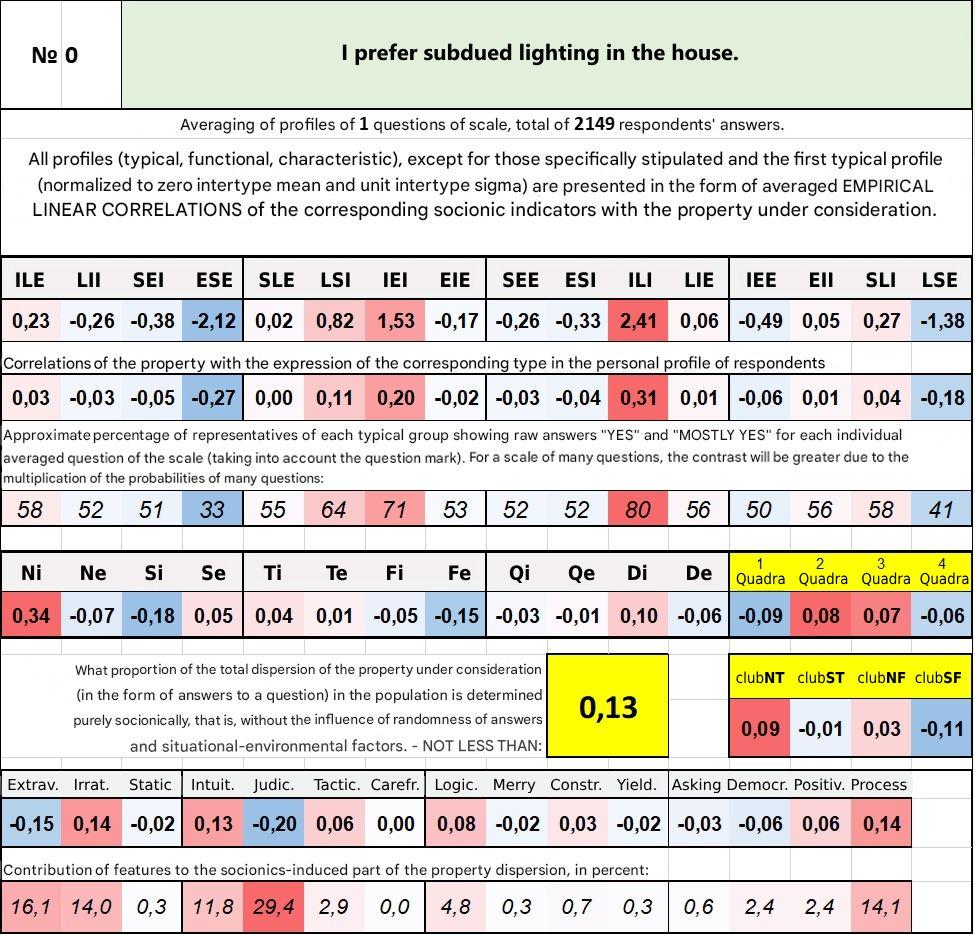 № 0
I prefer subdued lighting in the house.
Averaging of profiles of 1 questions of scale, total of 2149 respondents' answers.
All profiles (typical, functional, characteristic), except for those specifically stipulated and the first typical profile
(normalized to zero intertype mean and unit intertype sigma) are presented in the form of averaged EMPIRICAL
LINEAR CORRELATIONS of the corresponding socionic indicators with the property under consideration.
ILE LII SEI ESE SLE LSI IEI EIE SEE ESI ILI LIE IEE EII SLI LSE
0,23 -0,26 -0,38 -2,12 0,02 0,82 1,53 -0,17 -0,26 -0,33 2,41 0,06 -0,49 0,05 0,27 -1,38
Correlations of the property with the expression of the corresponding type in the personal profile of respondents
0,03 -0,03 -0,05 -0,27 0,00 0,11 0,20 -0,02 -0,03 -0,04 0,31 0,01 -0,06 0,01 0,04 -0,18
Approximate percentage of representatives of each typical group showing raw answers "YES" and "MOSTLY YES" for each individual
averaged question of the scale (taking into account the question mark). For a scale of many questions, the contrast will be greater due to the
multiplication of the probabilities of many questions:
58 52 51 33 55 64 71 53 52 52 80 56 50 56 58 41
Ni Ne Si Se Ti Te Fi Fe Qi Qe Di De 1 Quadra 2 Quadra 3 Quadra 4 Quadra
0,34 -0,07 -0,18 0,05 0,04 0,01 -0,05 -0,15 -0,03 -0,01 0,10 -0,06 -0,09 0,08 0,07 -0,06
What proportion of the total dispersion of the property under consideration
(in the form of answers to a question) in the population is determined
purely socionically, that is, without the influence of randomness of answers
and situational-environmental factors. - NOT LESS THAN:
0,13
clubNT clubST clubNF clubSF
0,09 -0,01 0,03 -0,11
Extrav. Irrat. Static Intuit. Judic. Tactic. Carefr. Logic. Merry Constr. Yield. Asking Democr. Positiv. Process
-0,15 0,14 -0,02 0,13 -0,20 0,06 0,00 0,08 -0,02 0,03 -0,02 -0,03 -0,06 0,06 0,14
Contribution of features to the socionics-induced part of the property dispersion, in percent:
16,1 14,0 0,3 11,8 29,4 2,9 0,0 4,8 0,3 0,7 0,3 0,6 2,4 2,4 14,1